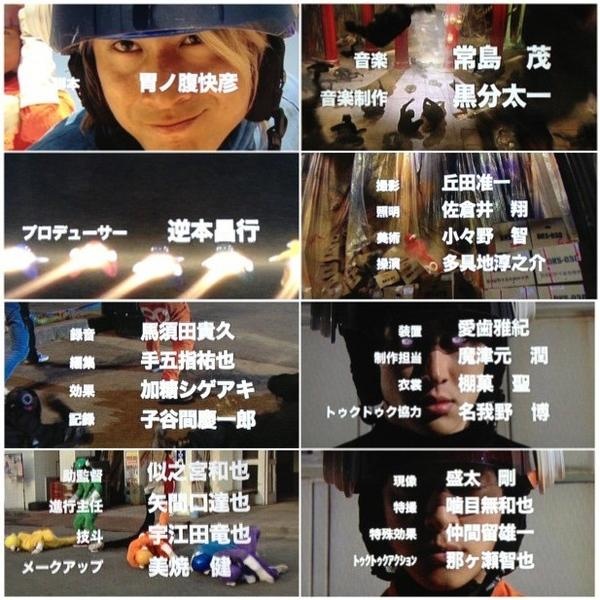 脚本 胃ノ腹快彦
音楽 常島 茂
音楽制作 黒分太一
プロデューサー 逆本晶行
撮影 丘田准一
照明 佐倉井 翔
美術 小々野 智
操演 多具地淳之介
DKS-030
録音 馬須田貴久
編集 手五指祐也
効果 加糖シゲアキ
記録 子谷間慶一郎
装置 愛歯雅紀
制作担当 魔津元 潤
衣裳 棚菓 聖
トゥクトゥク協力 名我野 博
助監督 似之宮和也
進行主任 矢間口達也
技斗 宇江田竜也
メークアップ 美焼 健
現像 盛太 剛
特撮 噛目無和也
特殊効果 仲間留雄一
トゥクトゥクアクション 那ヶ瀬智也